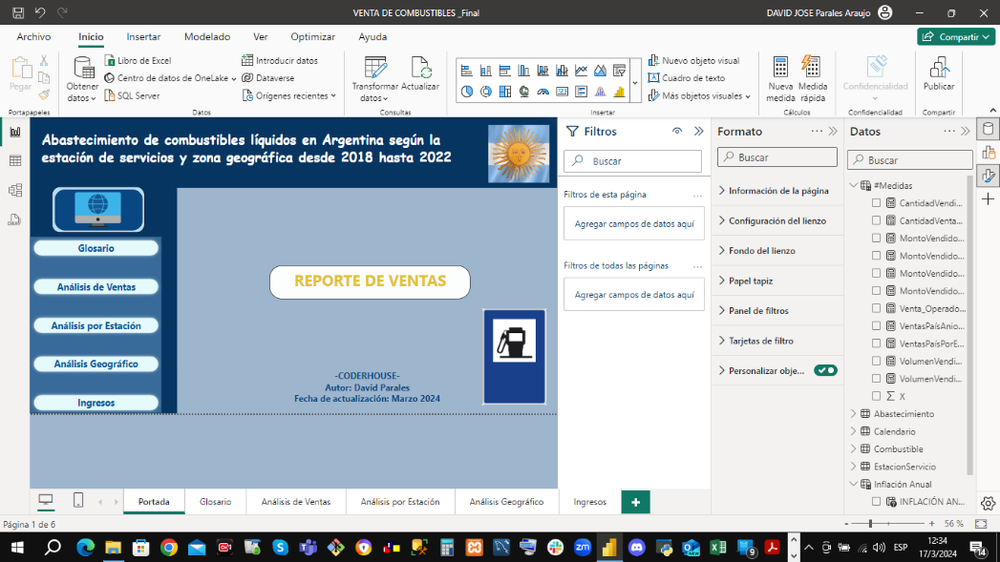 VENTA DE COMBUSTIBLES _Final
DAVID JOSE Parales Araujo
Archivo
Inicio
Insertar
Modelado
Ver
Optimizar
Ayuda
Compartir
Pegar
Obtener datos
Libro de Excel
Centro de datos de OneLake
SQL Server
Introducir datos
Dataverse
Orígenes recientes
Transformar datos
Actualizar
Nuevo objeto visual
Cuadro de texto
Más objetos visuales
Nueva medida
Medida rápida
Confidencialidad
Publicar
Portapapeles
Datos
Consultas
Insertar
Cálculos
Confidencialidad
Compartir
Abastecimiento de combustibles líquidos en Argentina según la
estación de servicios y zona geográfica desde 2018 hasta 2022
Glosario
Análisis de Ventas
Análisis por Estación
Análisis Geográfico
Ingresos
REPORTE DE VENTAS
-CODERHOUSE-
Autor: David Parales
Fecha de actualización: Marzo 2024
Filtros
Buscar
Filtros de esta página
Agregar campos de datos aquí
Filtros de todas las páginas
Agregar campos de datos aquí
Formato
Buscar
Información de la página
Configuración del lienzo
Fondo del lienzo
Papel tapiz
Panel de filtros
Tarjetas de filtro
Personalizar obje...
Datos
Buscar
#Medidas
CantidadVendi...
CantidadVenta...
MontoVendido...
MontoVendido...
MontoVendido...
MontoVendido...
Venta_Operado...
VentasPaísAnio...
VentasPaísPorE...
VolumenVendi...
VolumenVendi...
X
Abastecimiento
Calendario
Combustible
EstacionServicio
Inflación Anual
INFLACIÓN AN...
Portada
Glosario
Análisis de Ventas
Análisis por Estación
Análisis Geográfico
Ingresos
Página 1 de 6
56 %
ESP
12:34
17/3/2024
9
14